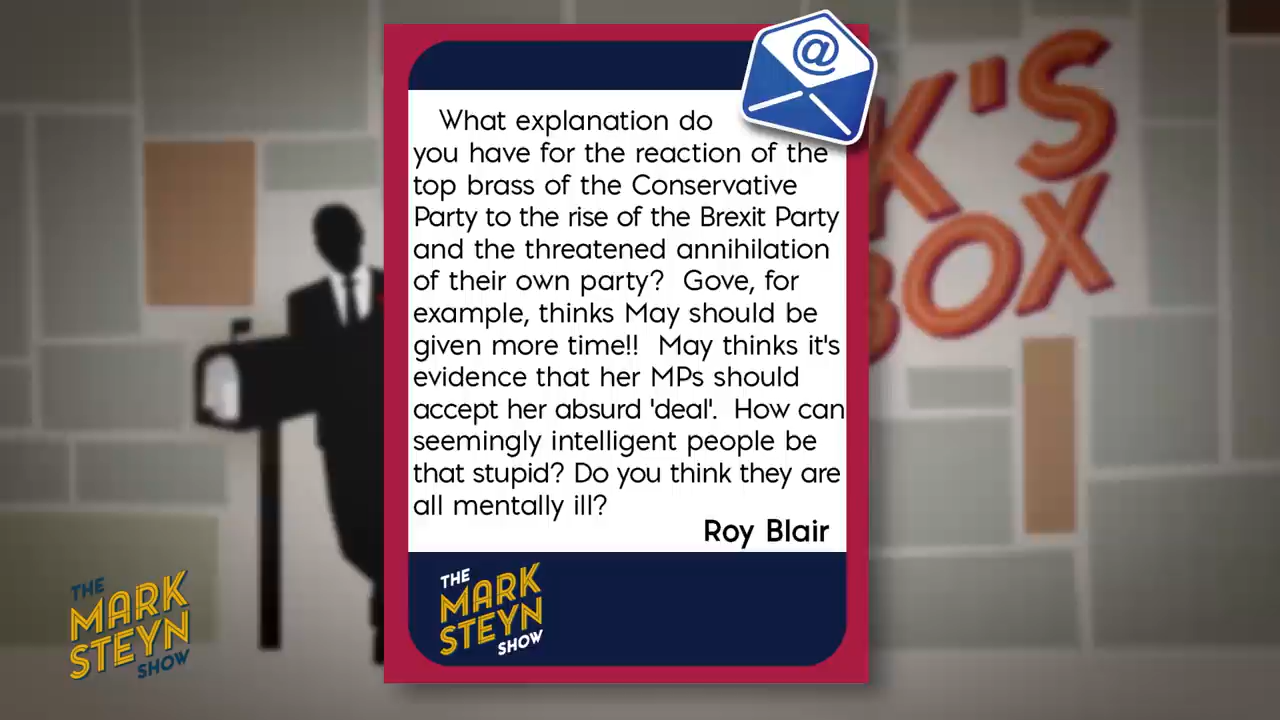 K'S
BOX
@
What explanation do
you have for the reaction of the
top brass of the Conservative
Party to the rise of the Brexit Party
and the threatened annihilation
of their own party?  Gove, for
example, thinks May should be
given more time!!  May thinks it's
evidence that her MPs should
accept her absurd 'deal'.  How can
seemingly intelligent people be
that stupid? Do you think they are
all mentally ill?
Roy Blair
THE
MARK
STEYN
SHOW
THE
MARK
STEYN
SHOW